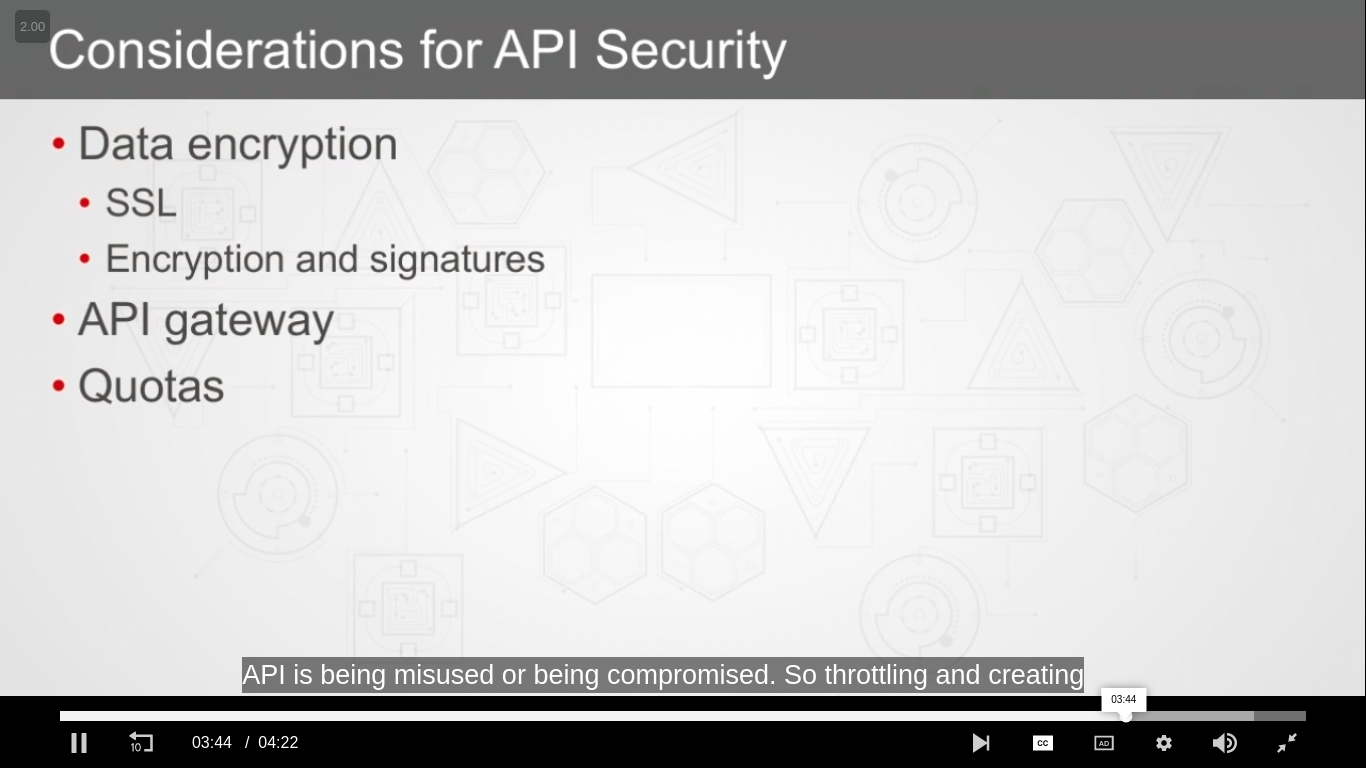 2.00
Considerations for API Security
• Data encryption
• SSL
• Encryption and signatures
• API gateway
• Quotas
API is being misused or being compromised. So throttling and creating
03:44
10
03:44 / 04:22
CC
AD